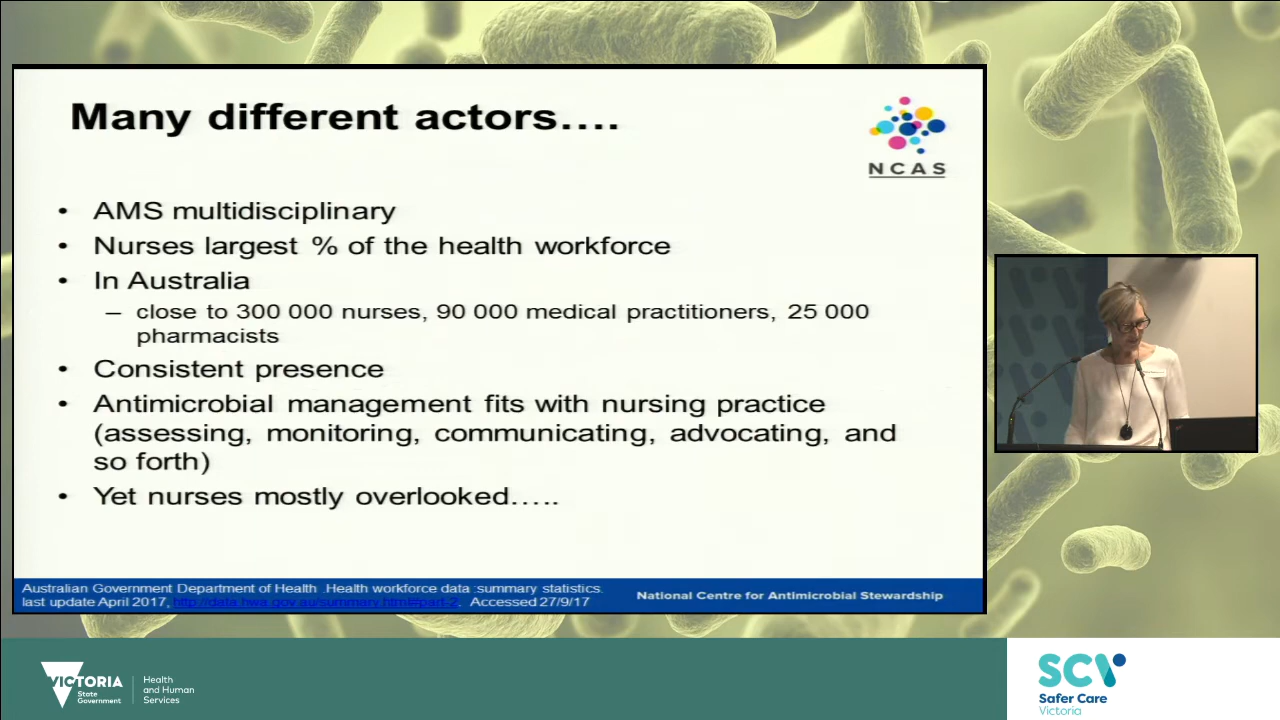 Many different actors….
NCAS
• AMS multidisciplinary
• Nurses largest % of the health workforce
• In Australia
– close to 300 000 nurses, 90 000 medical practitioners, 25 000
pharmacists
• Consistent presence
• Antimicrobial management fits with nursing practice
(assessing, monitoring, communicating, advocating, and
so forth)
• Yet nurses mostly overlooked…..
Australian Government Department of Health .Health workforce data :summary statistics.
last update April 2017, http://data.hwa.gov.au/summary.html#part-2. Accessed 27/9/17
National Centre for Antimicrobial Stewardship
VICTORIA
State
Government
Health
and Human
Services
SCV
Safer Care
Victoria